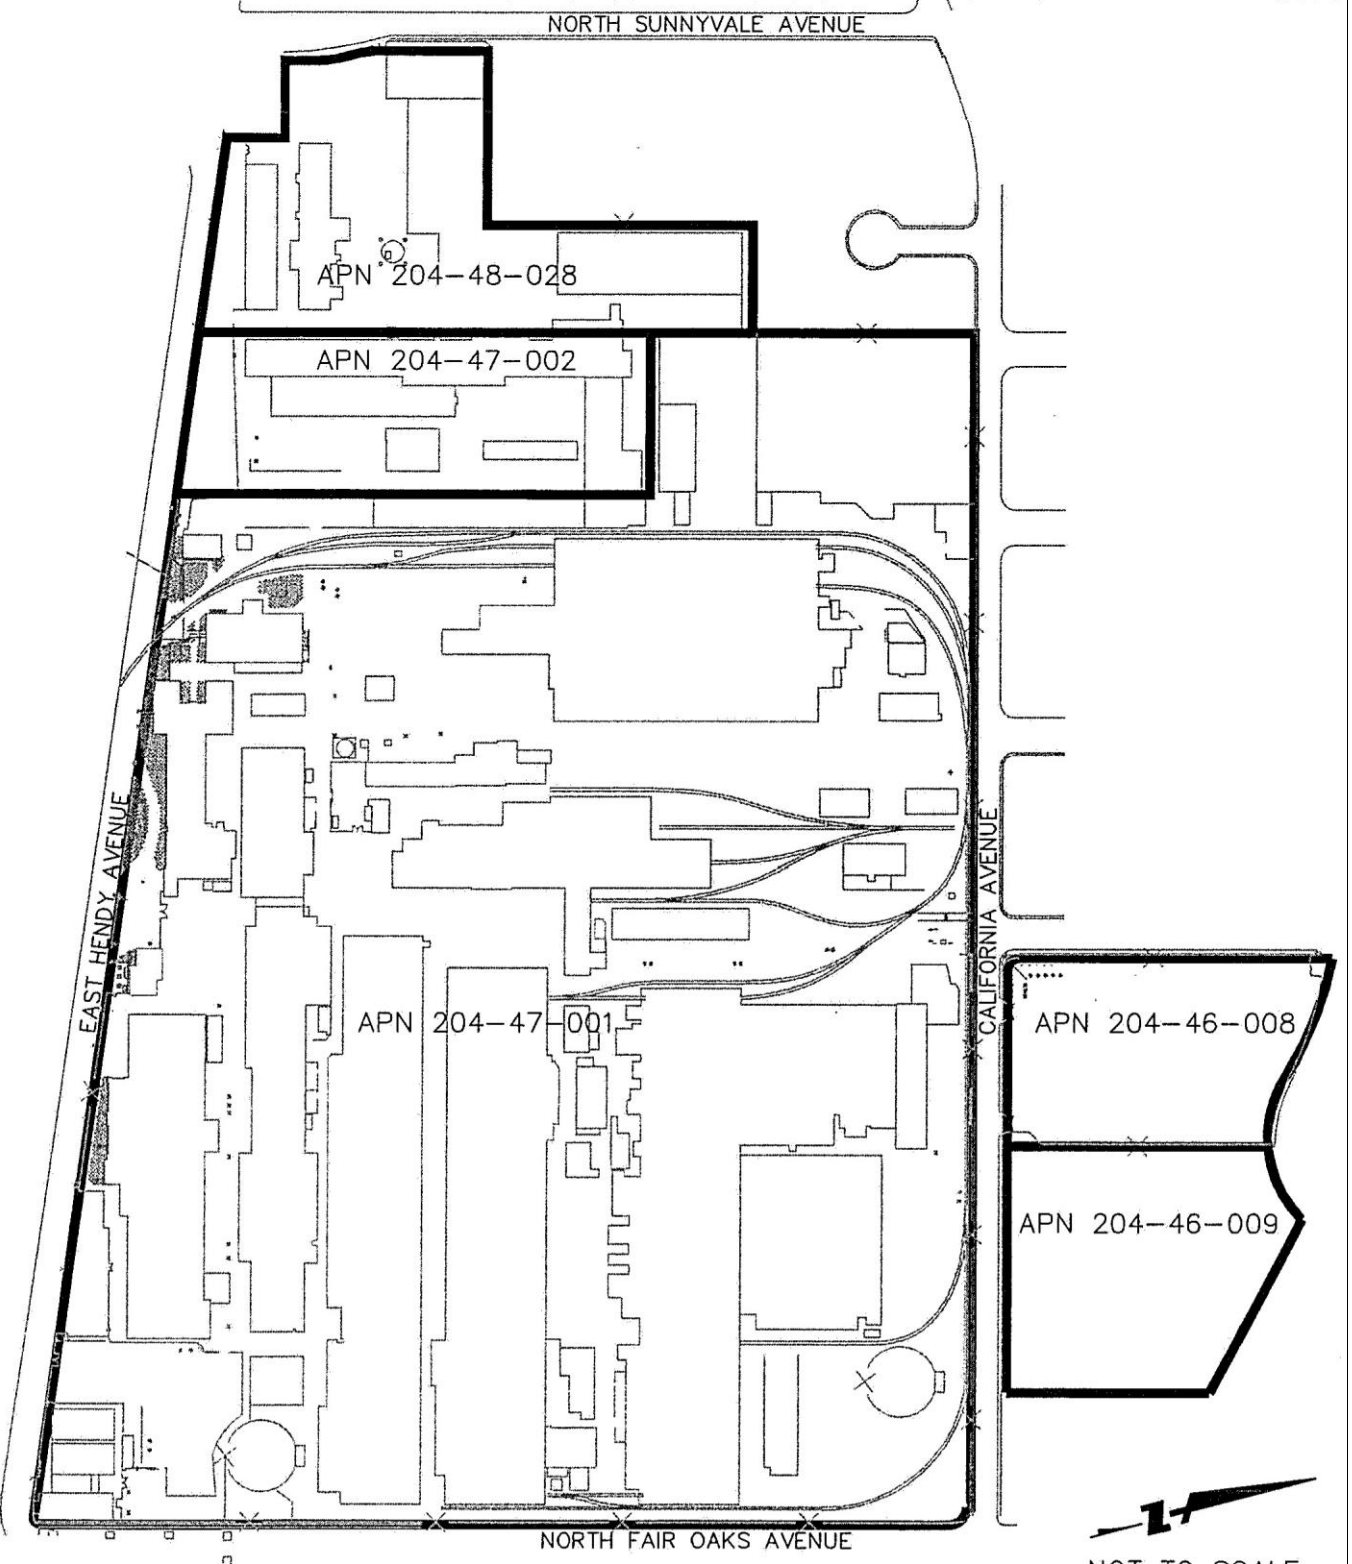 NORTH SUNNYVALE AVENUE
APN 204-48-028
APN 204-47-002
EAST HENDY AVENUE
CALIFORNIA AVENUE
APN 204-47-001
APN 204-46-008
APN 204-46-009
NORTH FAIR OAKS AVENUE
Z
NOT TO SCALE